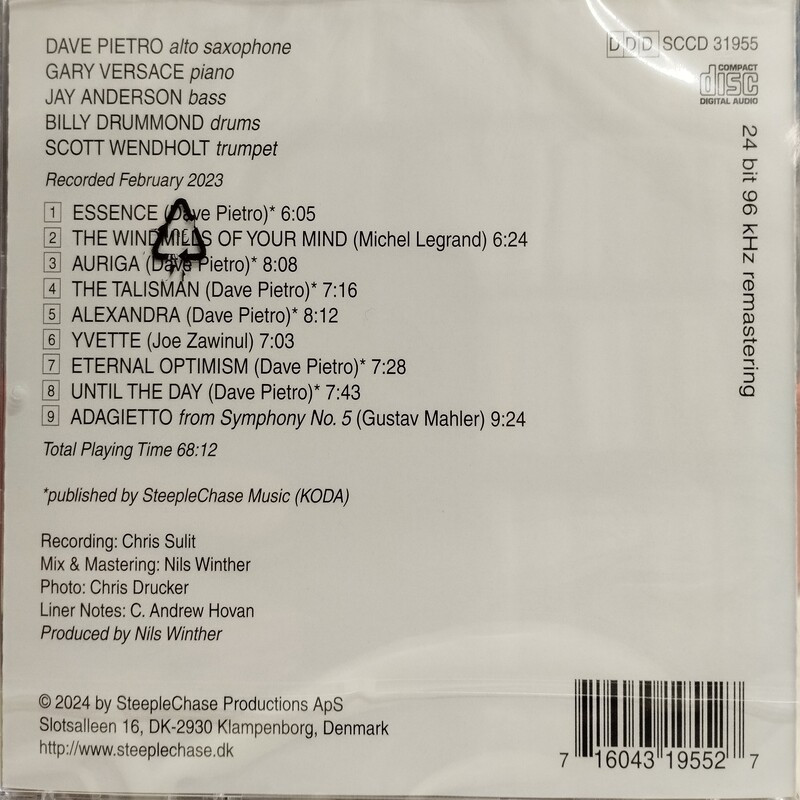 DAVE PIETRO alto saxophone
GARY VERSACE piano
JAY ANDERSON bass
BILLY DRUMMOND drums
SCOTT WENDHOLT trumpet
Recorded February 2023
1 ESSENCE (Dave Pietro)* 6:05
2 THE WINDMILLS OF YOUR MIND (Michel Legrand) 6:24
3 AURIGA (Dave Pietro)* 8:08
4 THE TALISMAN (Dave Pietro)* 7:16
5 ALEXANDRA (Dave Pietro)* 8:12
6 YVETTE (Joe Zawinul) 7:03
7 ETERNAL OPTIMISM (Dave Pietro)* 7:28
8 UNTIL THE DAY (Dave Pietro)* 7:43
9 ADAGIETTO from Symphony No. 5 (Gustav Mahler) 9:24
Total Playing Time 68:12
*published by SteepleChase Music (KODA)
Recording: Chris Sulit
Mix & Mastering: Nils Winther
Photo: Chris Drucker
Liner Notes: C. Andrew Hovan
Produced by Nils Winther
© 2024 by SteepleChase Productions ApS
Slotsalleen 16, DK-2930 Klampenborg, Denmark
http://www.steeplechase.dk
DDD SCCD 31955
COMPACT
disc
DIGITAL AUDIO
24 bit 96 kHz remastering
7 16043 19552 7